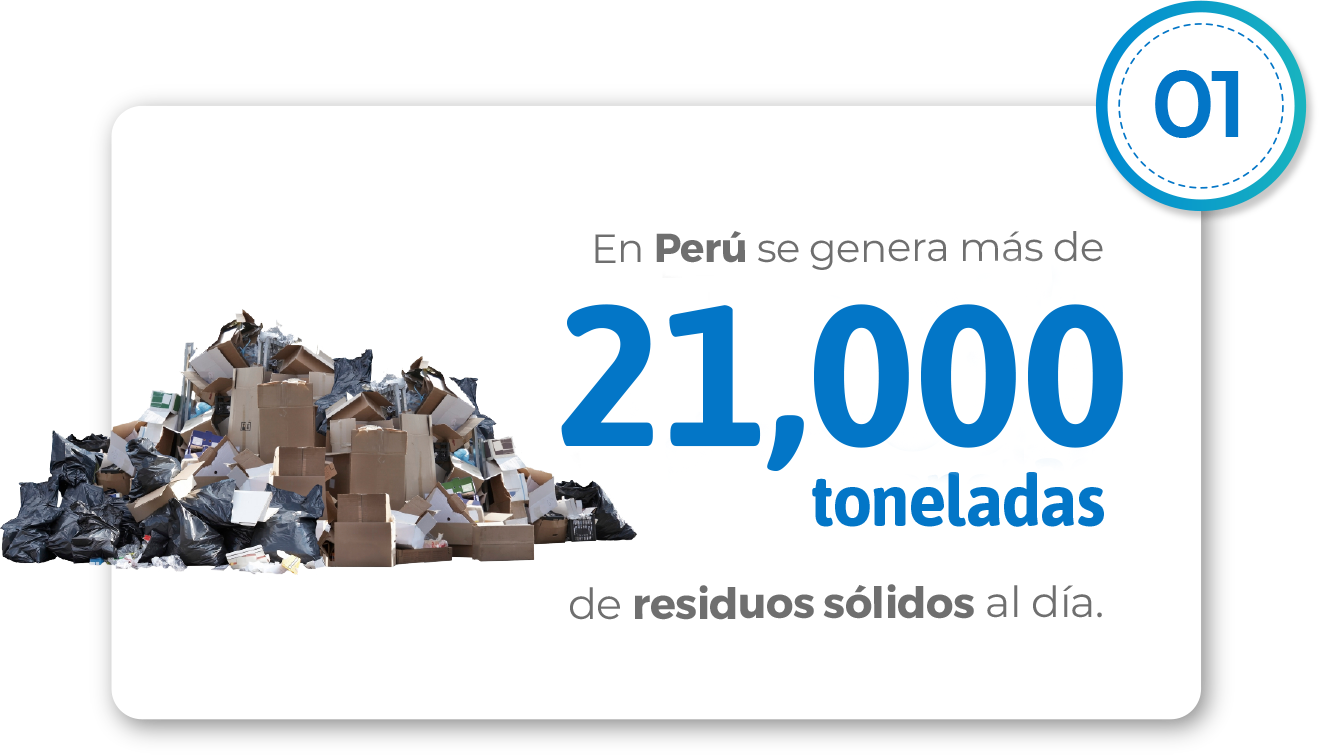 01
En Perú se genera más de
21,000
toneladas
de residuos sólidos al día.